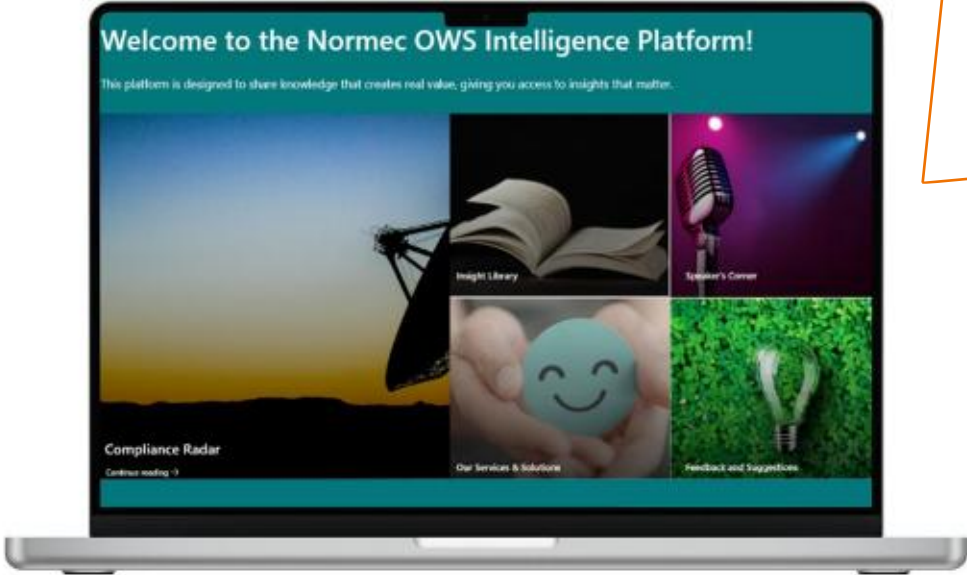 Welcome to the Normec OWS Intelligence Platform!
This platform is designed to share knowledge that creates real value, giving you access to insights that matter.
Insight Library
Speaker's Corner
Compliance Radar
Continue reading →
Our Services & Solutions
Feedback and Suggestions